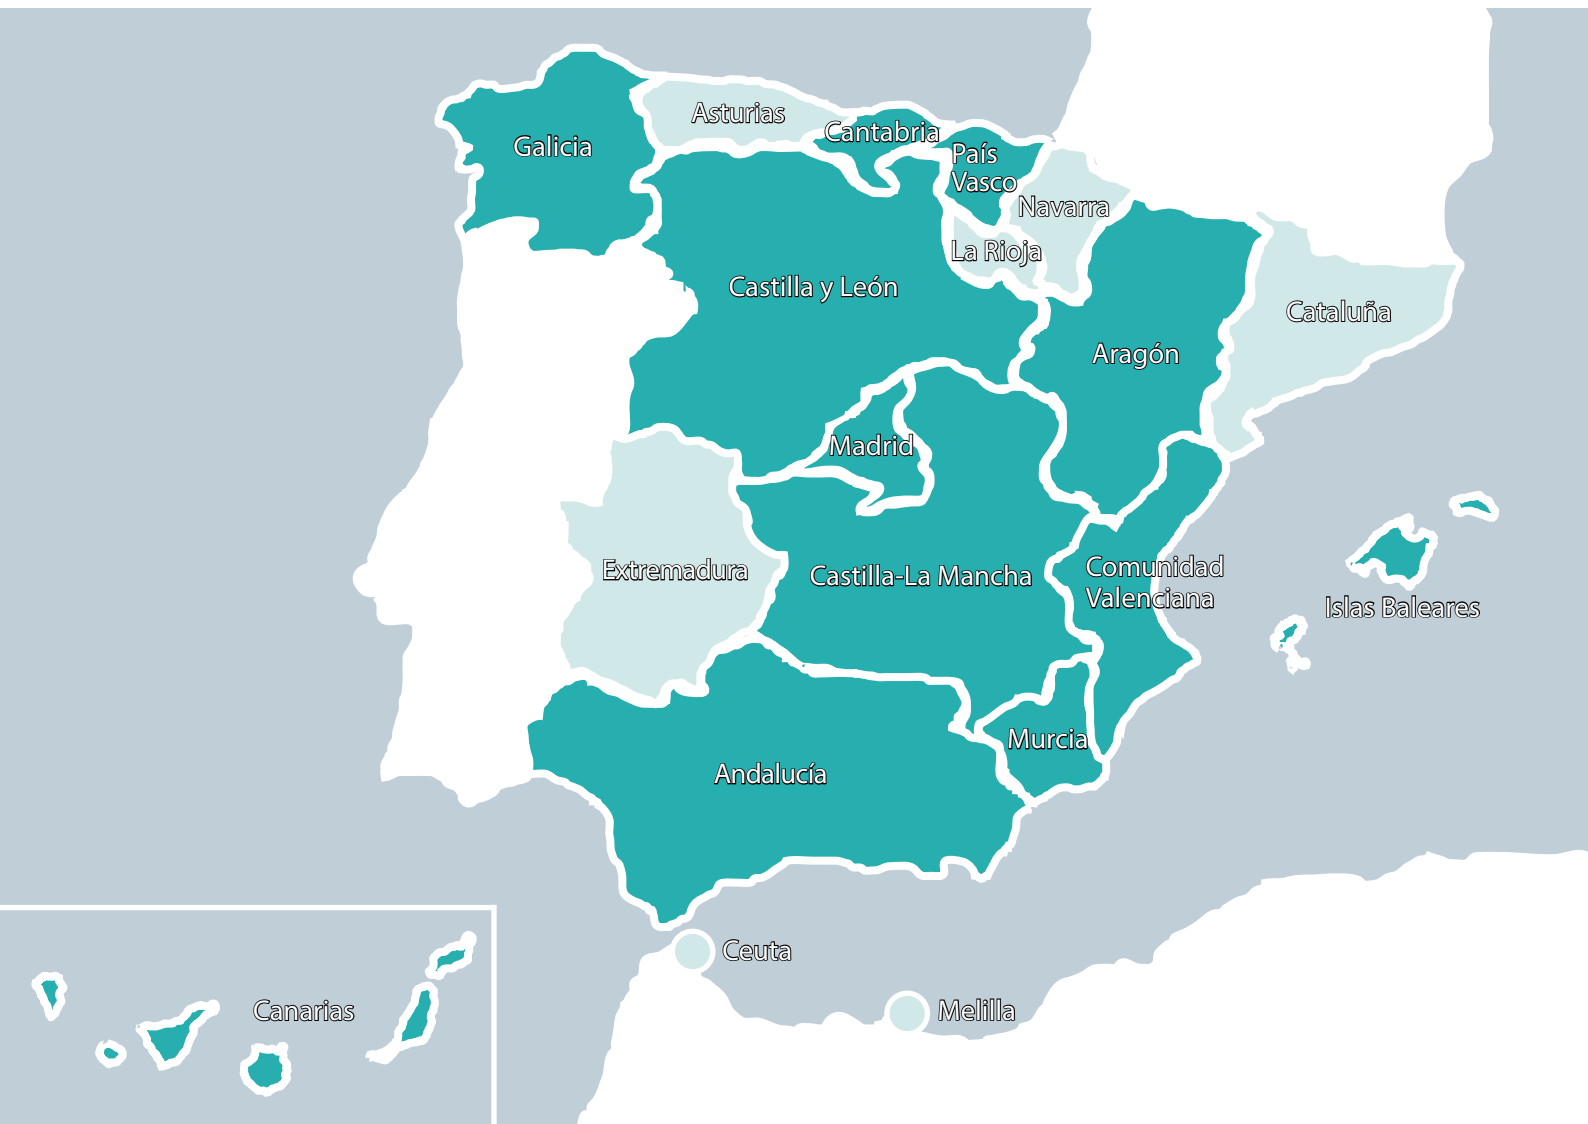 Asturias
Cantabria
Galicia
País
Vasco
Navarra
La Rioja
Castilla y León
Cataluña
Aragón
Madrid
Extremadura
Castilla-La Mancha
Comunidad
Valenciana
Islas Baleares
Murcia
Andalucía
Ceuta
Canarias
Melilla